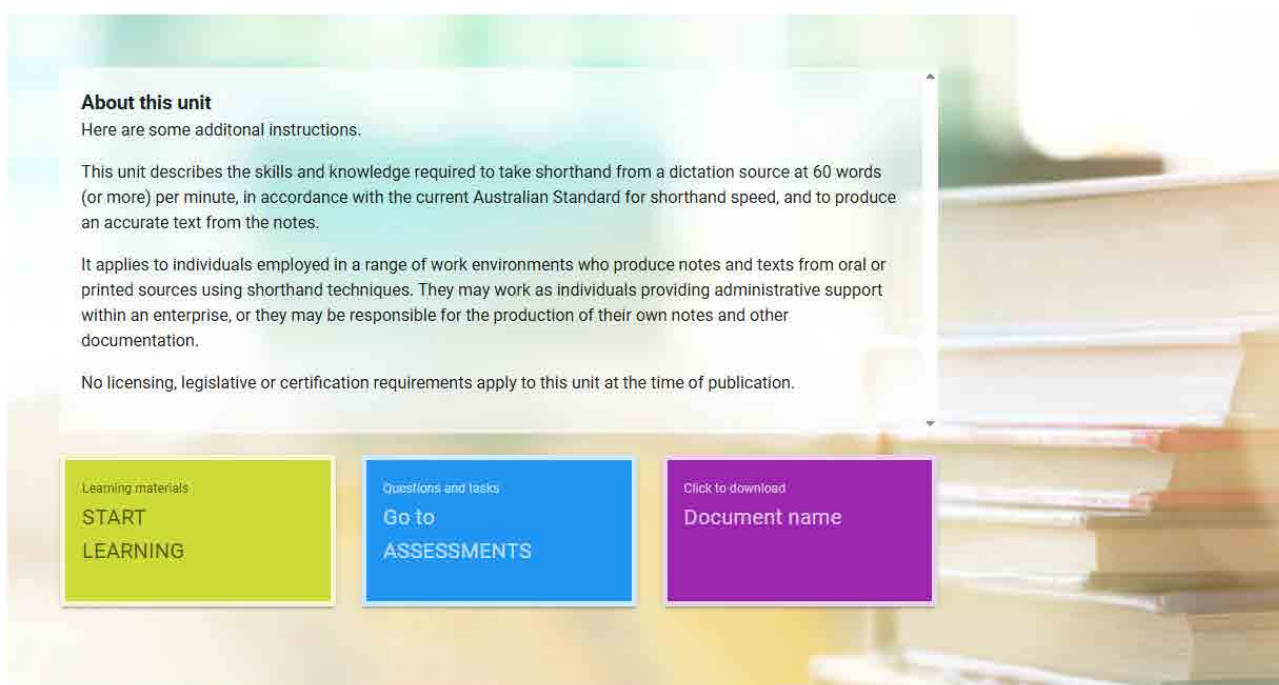 About this unit
Here are some additonal instructions.
This unit describes the skills and knowledge required to take shorthand from a dictation source at 60 words
(or more) per minute, in accordance with the current Australian Standard for shorthand speed, and to produce
an accurate text from the notes.
It applies to individuals employed in a range of work environments who produce notes and texts from oral or
printed sources using shorthand techniques. They may work as individuals providing administrative support
within an enterprise, or they may be responsible for the production of their own notes and other
documentation.
No licensing, legislative or certification requirements apply to this unit at the time of publication.
Learning materials
START
LEARNING
Questions and tasks
Go to
ASSESSMENTS
Click to download
Document name